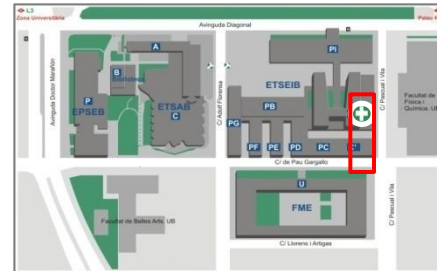 L3
Zona Universitària
Palau R
Avinguda Diagonal
Avinguda Doctor Marañón
A
B
Biblioteca
P
EPSEB
ETSAB
C
C/ Adolf Florensa
ETSEIB
PI
PB
PG
PF
PE
PD
PC
C/ Pascual i Vila
Facultat de
Física i
Química. UB
C/ de Pau Gargallo
Facultat de Belles Arts. UB
U
FME
C/ Pascual i Vila
C/ Llorens i Artigas